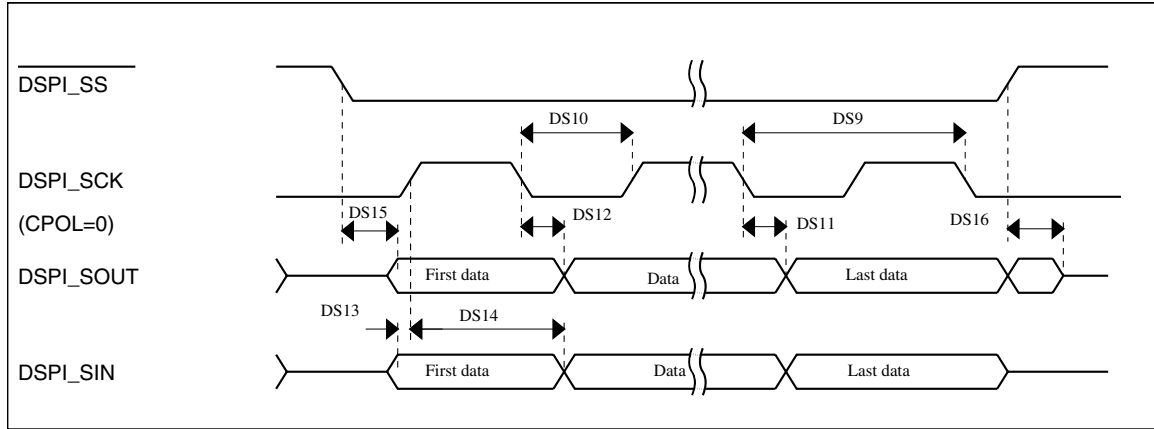 DSPI_SS
DS10
DS9
DSPI_SCK
(CPOL=0)
DS15
DS12
DS11
DS16
DSPI_SOUT
First data
Data
Last data
DS13
DS14
DSPI_SIN
First data
Data
Last data